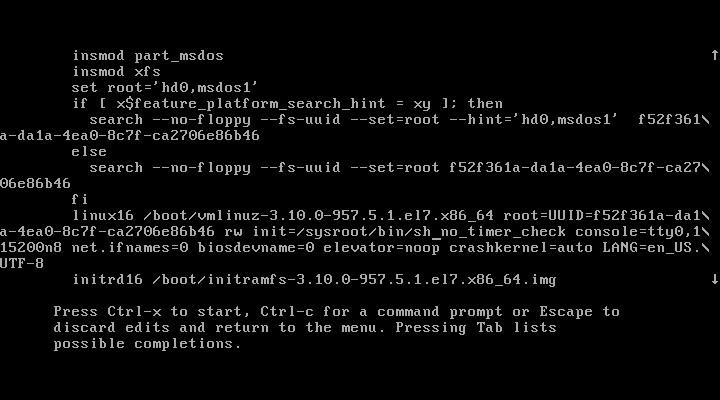 insmod part_msdos
insmod xfs
set root='hd0,msdos1'
if [ x$feature_platform_search_hint = xy ]; then
search --no-floppy --fs-uuid --set=root --hint='hd0,msdos1'  f52f361\
a-da1a-4ea0-8c7f-ca2706e86b46
else
search --no-floppy --fs-uuid --set=root f52f361a-da1a-4ea0-8c7f-ca27\
06e86b46
fi
linux16 /boot/vmlinuz-3.10.0-957.5.1.el7.x86_64 root=UUID=f52f361a-da1\
a-4ea0-8c7f-ca2706e86b46 rw init=/sysroot/bin/sh_no_timer_check console=tty0,1\
15200n8 net.ifnames=0 biosdevname=0 elevator=noop crashkernel=auto LANG=en_US.\
UTF-8
initrd16 /boot/initramfs-3.10.0-957.5.1.el7.x86_64.img
Press Ctrl-x to start, Ctrl-c for a command prompt or Escape to
discard edits and return to the menu. Pressing Tab lists
possible completions.